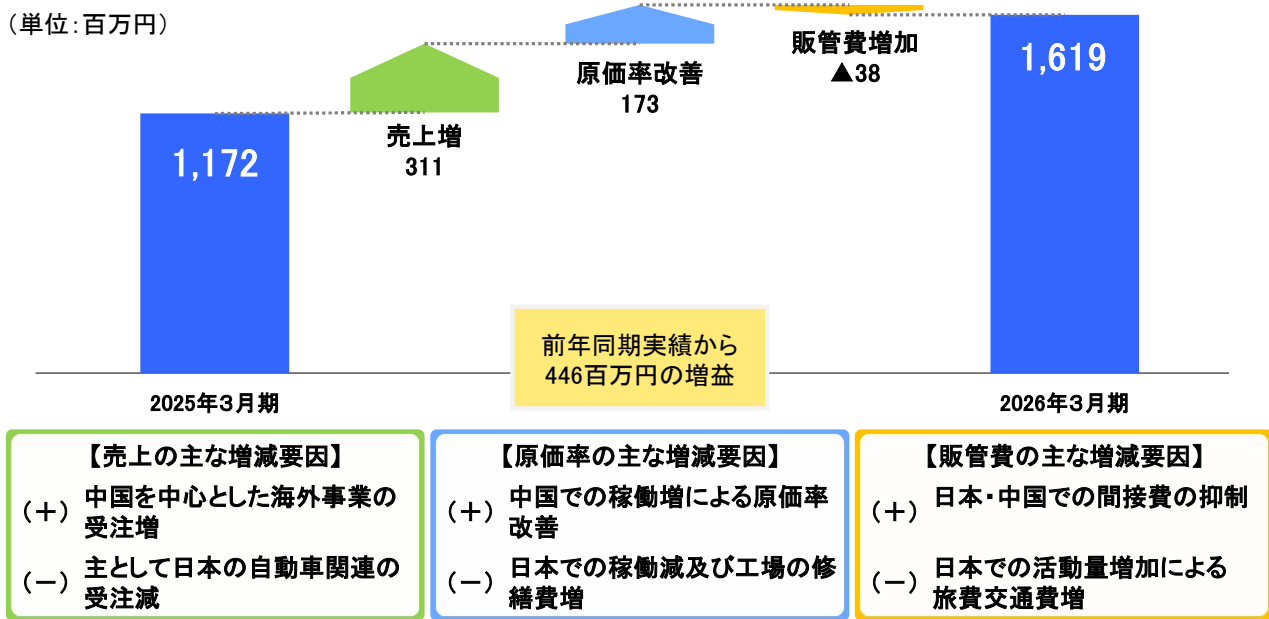 （単位：百万円）
1,172
売上増
311
原価率改善
173
販管費増加
▲38
1,619
前年同期実績から
446百万円の増益
2025年３月期
2026年３月期
【売上の主な増減要因】
（＋） 中国を中心とした海外事業の
受注増
（－） 主として日本の自動車関連の
受注減
【原価率の主な増減要因】
（＋） 中国での稼働増による原価率
改善
（－） 日本での稼働減及び工場の修
繕費増
【販管費の主な増減要因】
（＋） 日本・中国での間接費の抑制
（－） 日本での活動量増加による
旅費交通費増